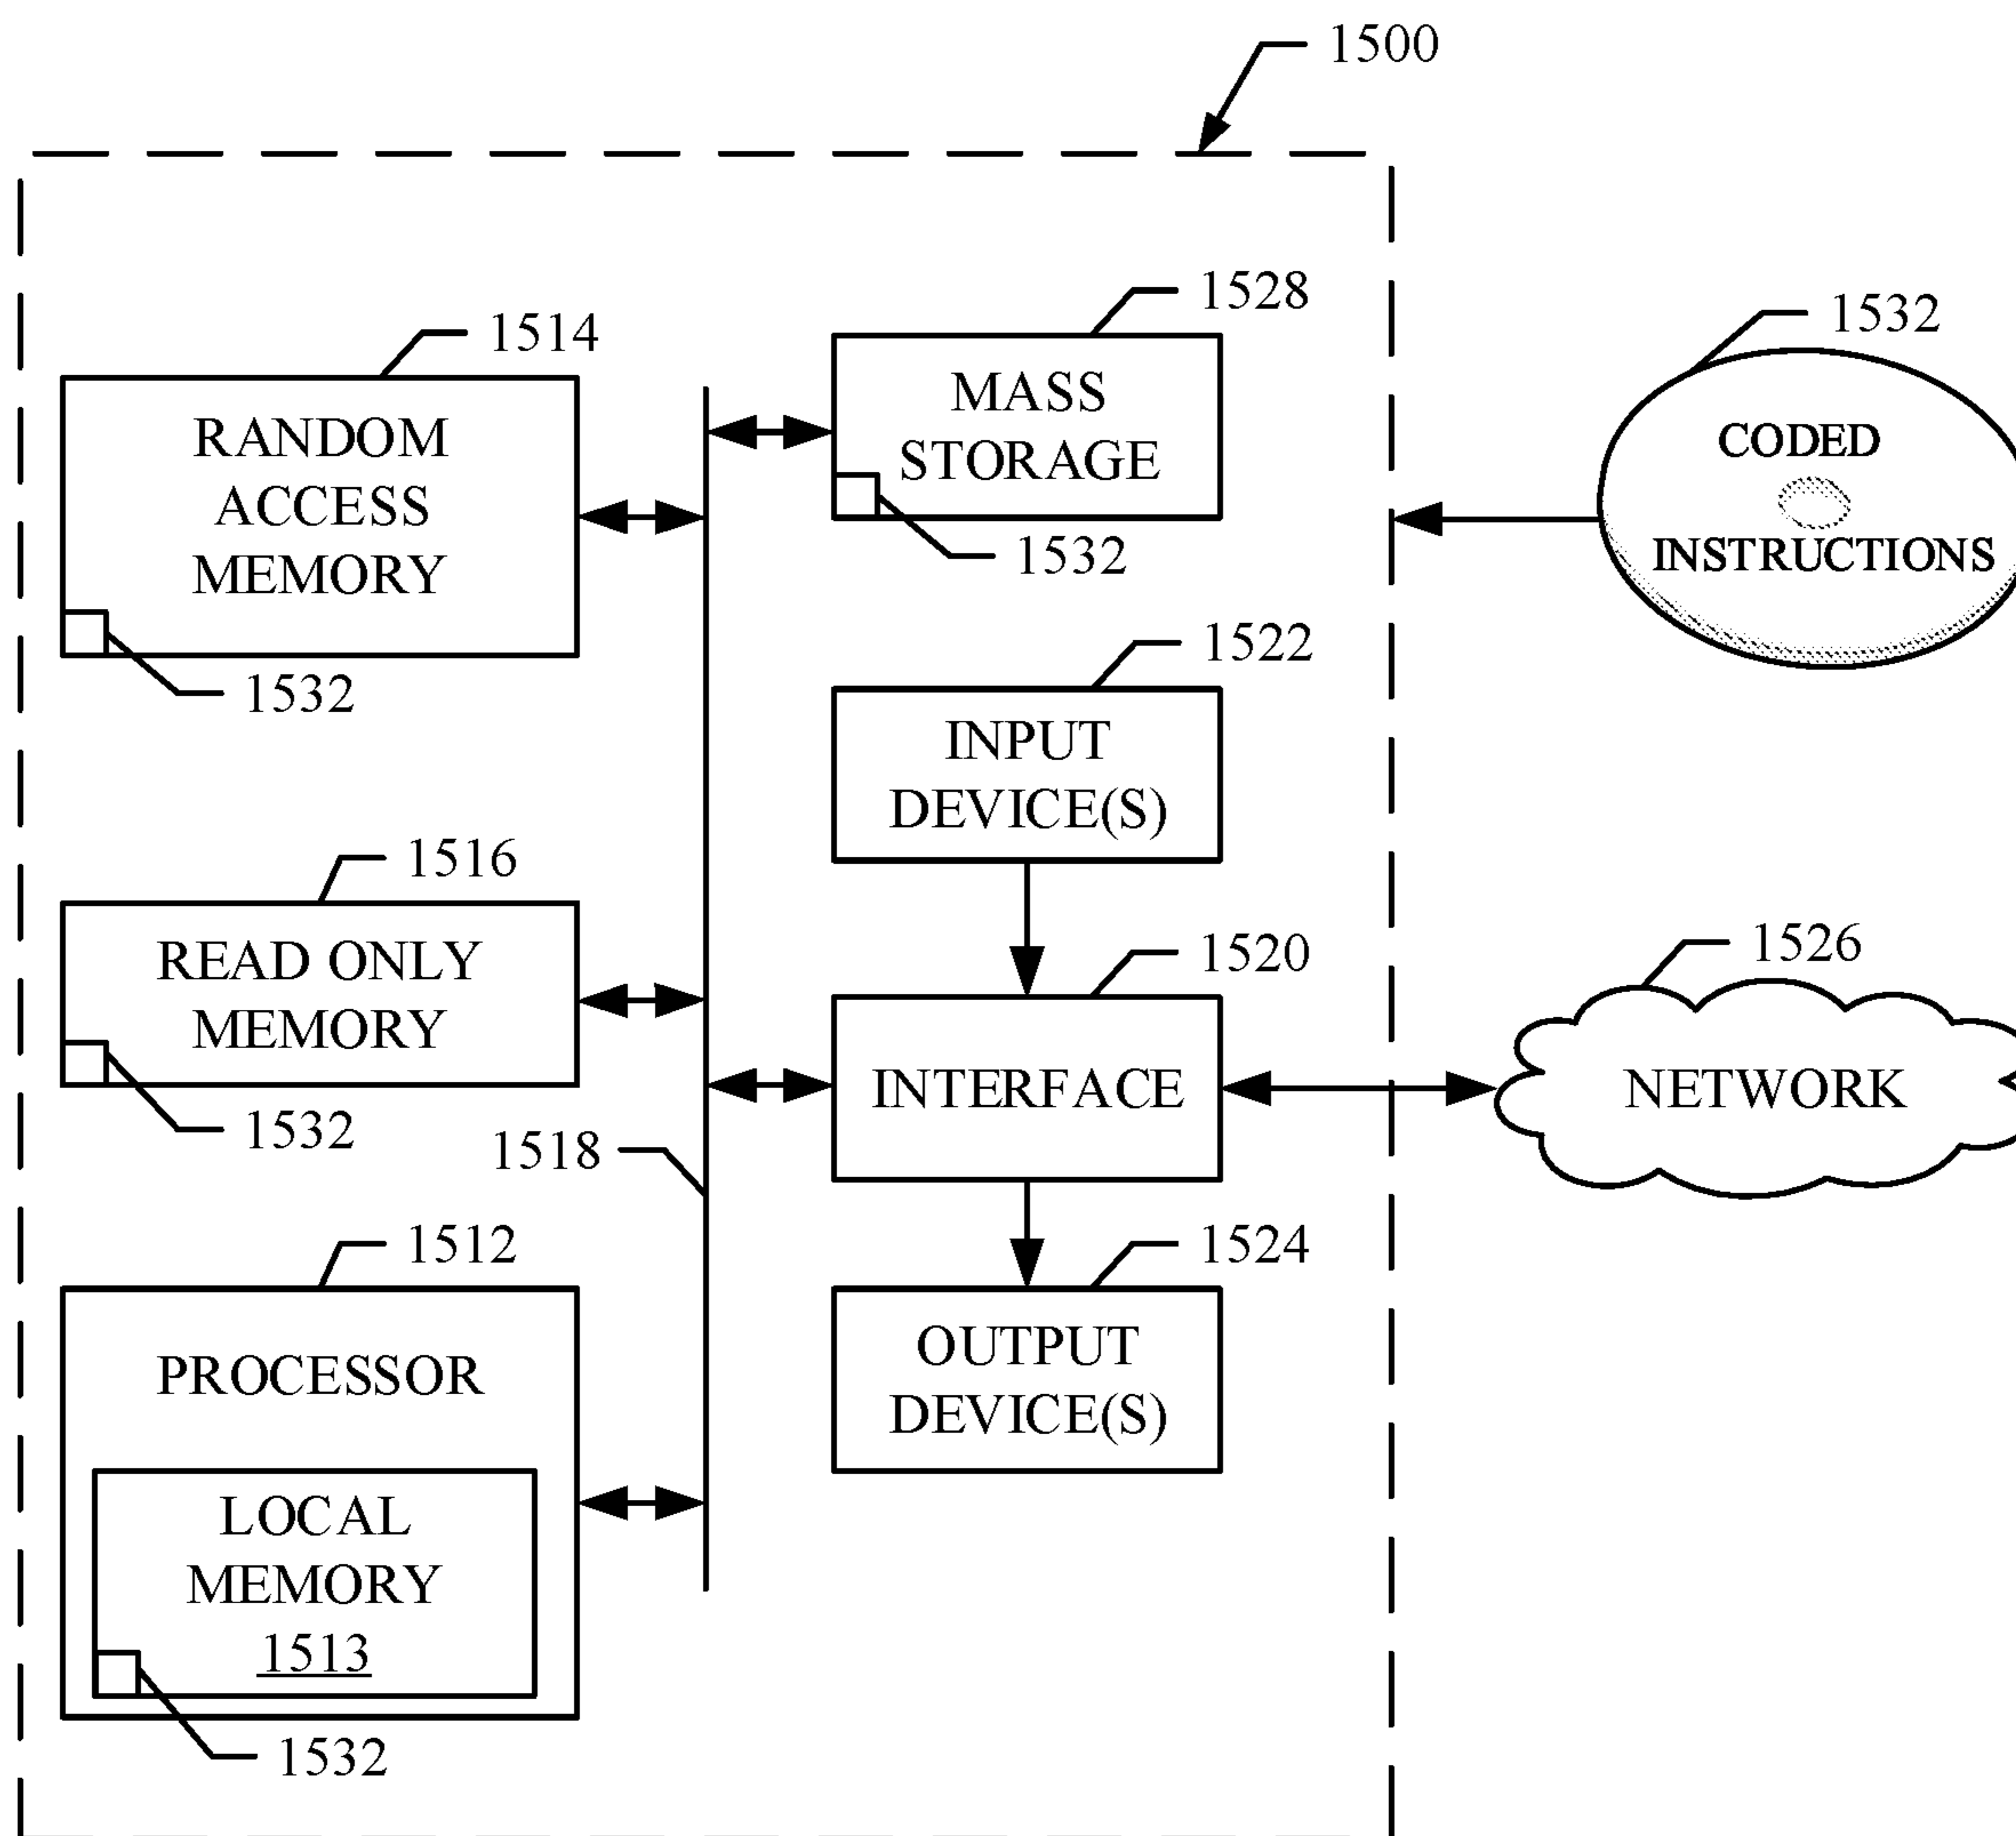 1500
1528
1532
1514
MASS
STORAGE
RANDOM
ACCESS
MEMORY
CODED
INSTRUCTIONS
1532
1532
1522
INPUT
DEVICE(S)
1516
READ ONLY
MEMORY
1520
1526
INTERFACE
NETWORK
1532
1518
1512
1524
PROCESSOR
OUTPUT
DEVICE(S)
LOCAL
MEMORY
1513
1532